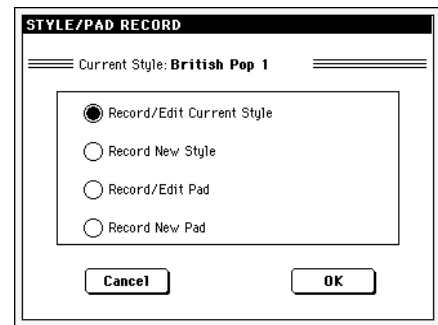 STYLE/PAD RECORD
Current Style: British Pop 1
Record/Edit Current Style
Record New Style
Record/Edit Pad
Record New Pad
Cancel OK